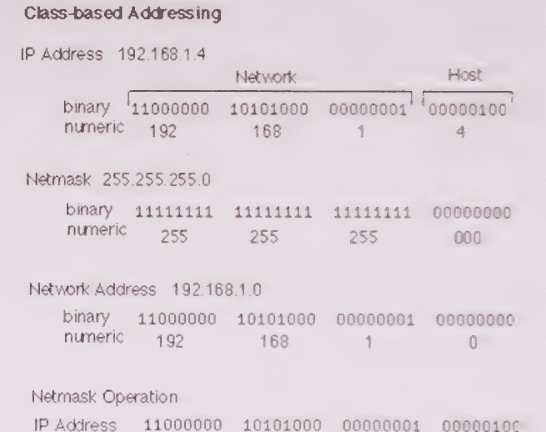 Class-based Addressing
IP Address 192.168.1.4
Network Host
binary 11000000 10101000 00000001 00000100
numeric 192 168 1 4
Netmask 255.255.255.0
binary 11111111 11111111 11111111 00000000
numeric 255 255 255 000
Network Address 192.168.1.0
binary 11000000 10101000 00000001 00000000
numeric 192 168 1 0
Netmask Operation
IP Address 11000000 10101000 00000001 00000100